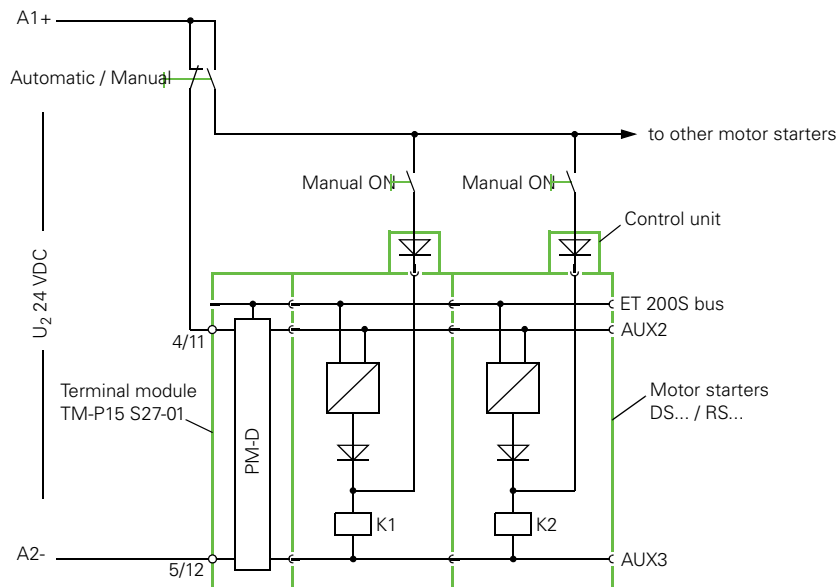 A1+
Automatic / Manual
to other motor starters
Manual ON
Manual ON
Control unit
U2 24 VDC
ET 200S bus
4/11
AUX2
Terminal module
TM-P15 S27-01
Motor starters
DS... / RS...
PM-D
K1
K2
A2-
5/12
AUX3